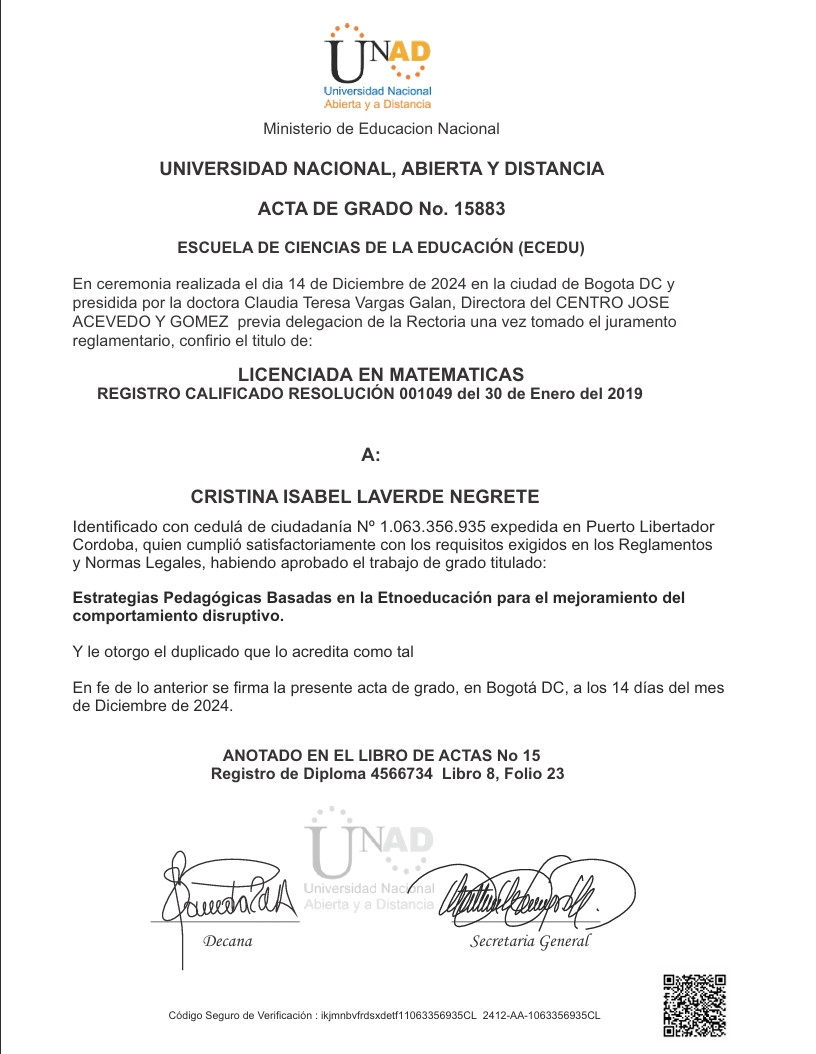 UNAD
Universidad Nacional
Abierta y a Distancia
Ministerio de Educacion Nacional
UNIVERSIDAD NACIONAL, ABIERTA Y DISTANCIA
ACTA DE GRADO No. 15883
ESCUELA DE CIENCIAS DE LA EDUCACIÓN (ECEDU)
En ceremonia realizada el dia 14 de Diciembre de 2024 en la ciudad de Bogota DC y
presidida por la doctora Claudia Teresa Vargas Galan, Directora del CENTRO JOSE
ACEVEDO Y GOMEZ  previa delegacion de la Rectoria una vez tomado el juramento
reglamentario, confirio el titulo de:
LICENCIADA EN MATEMATICAS
REGISTRO CALIFICADO RESOLUCIÓN 001049 del 30 de Enero del 2019
A:
CRISTINA ISABEL LAVERDE NEGRETE
Identificado con cedulá de ciudadanía Nº 1.063.356.935 expedida en Puerto Libertador
Cordoba, quien cumplió satisfactoriamente con los requisitos exigidos en los Reglamentos
y Normas Legales, habiendo aprobado el trabajo de grado titulado:
Estrategias Pedagógicas Basadas en la Etnoeducación para el mejoramiento del
comportamiento disruptivo.
Y le otorgo el duplicado que lo acredita como tal
En fe de lo anterior se firma la presente acta de grado, en Bogotá DC, a los 14 días del mes
de Diciembre de 2024.
ANOTADO EN EL LIBRO DE ACTAS No 15
Registro de Diploma 4566734  Libro 8, Folio 23
UNAD
Universidad Nacional
Abierta y a Distancia
Decana
Secretaria General
Código Seguro de Verificación : ikjmnbvfrdsxdetf11063356935CL  2412-AA-1063356935CL